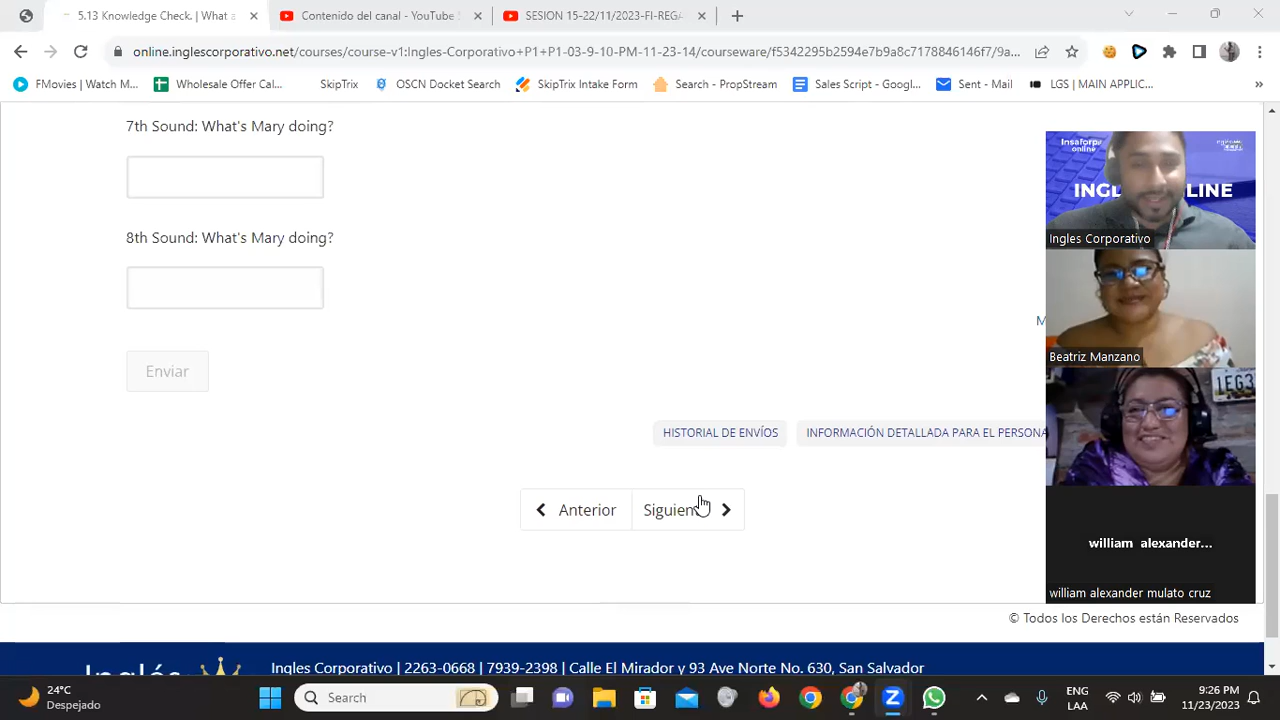 5.13 Knowledge Check. | What a
Contenido del canal - YouTube S
SESION 15-22/11/2023-FI-REGA
online.inglescorporativo.net/courses/course-v1:Ingles-Corporativo+P1+P1-03-9-10-PM-11-23-14/courseware/f5342295b2594e7b9a8c7178846146f7/9a...
FMovies | Watch M...
Wholesale Offer Cal...
SkipTrix
OSCN Docket Search
SkipTrix Intake Form
Search - PropStream
Sales Script - Googl...
Sent - Mail
LGS | MAIN APPLIC...
»
7th Sound: What's Mary doing?
8th Sound: What's Mary doing?
Enviar
HISTORIAL DE ENVÍOS
INFORMACIÓN DETALLADA PARA EL PERSONA
Anterior
Siguien
Ingles Corporativo
Beatriz Manzano
1EG3
william alexander...
william alexander mulato cruz
© Todos los Derechos están Reservados
Inglés
Ingles Corporativo | 2263-0668 | 7939-2398 | Calle El Mirador y 93 Ave Norte No. 630, San Salvador
24°C
Despejado
Search
ENG
LAA
9:26 PM
11/23/2023